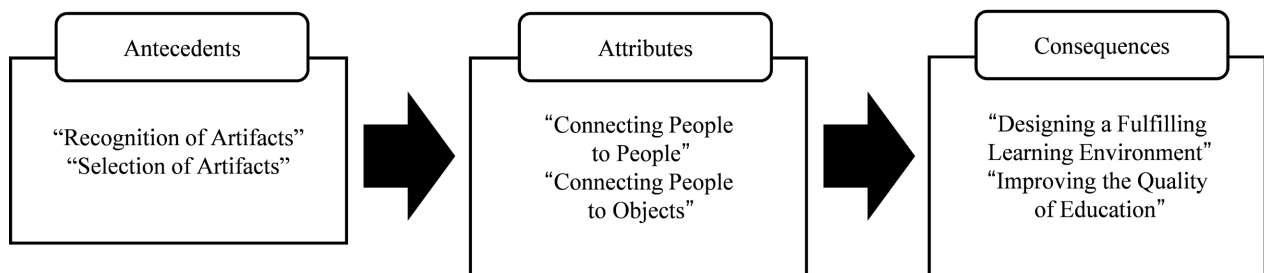 Antecedents
“Recognition of Artifacts”
“Selection of Artifacts”
Attributes
“Connecting People
to People”
“Connecting People
to Objects”
Consequences
“Designing a Fulfilling
Learning Environment”
“Improving the Quality
of Education”